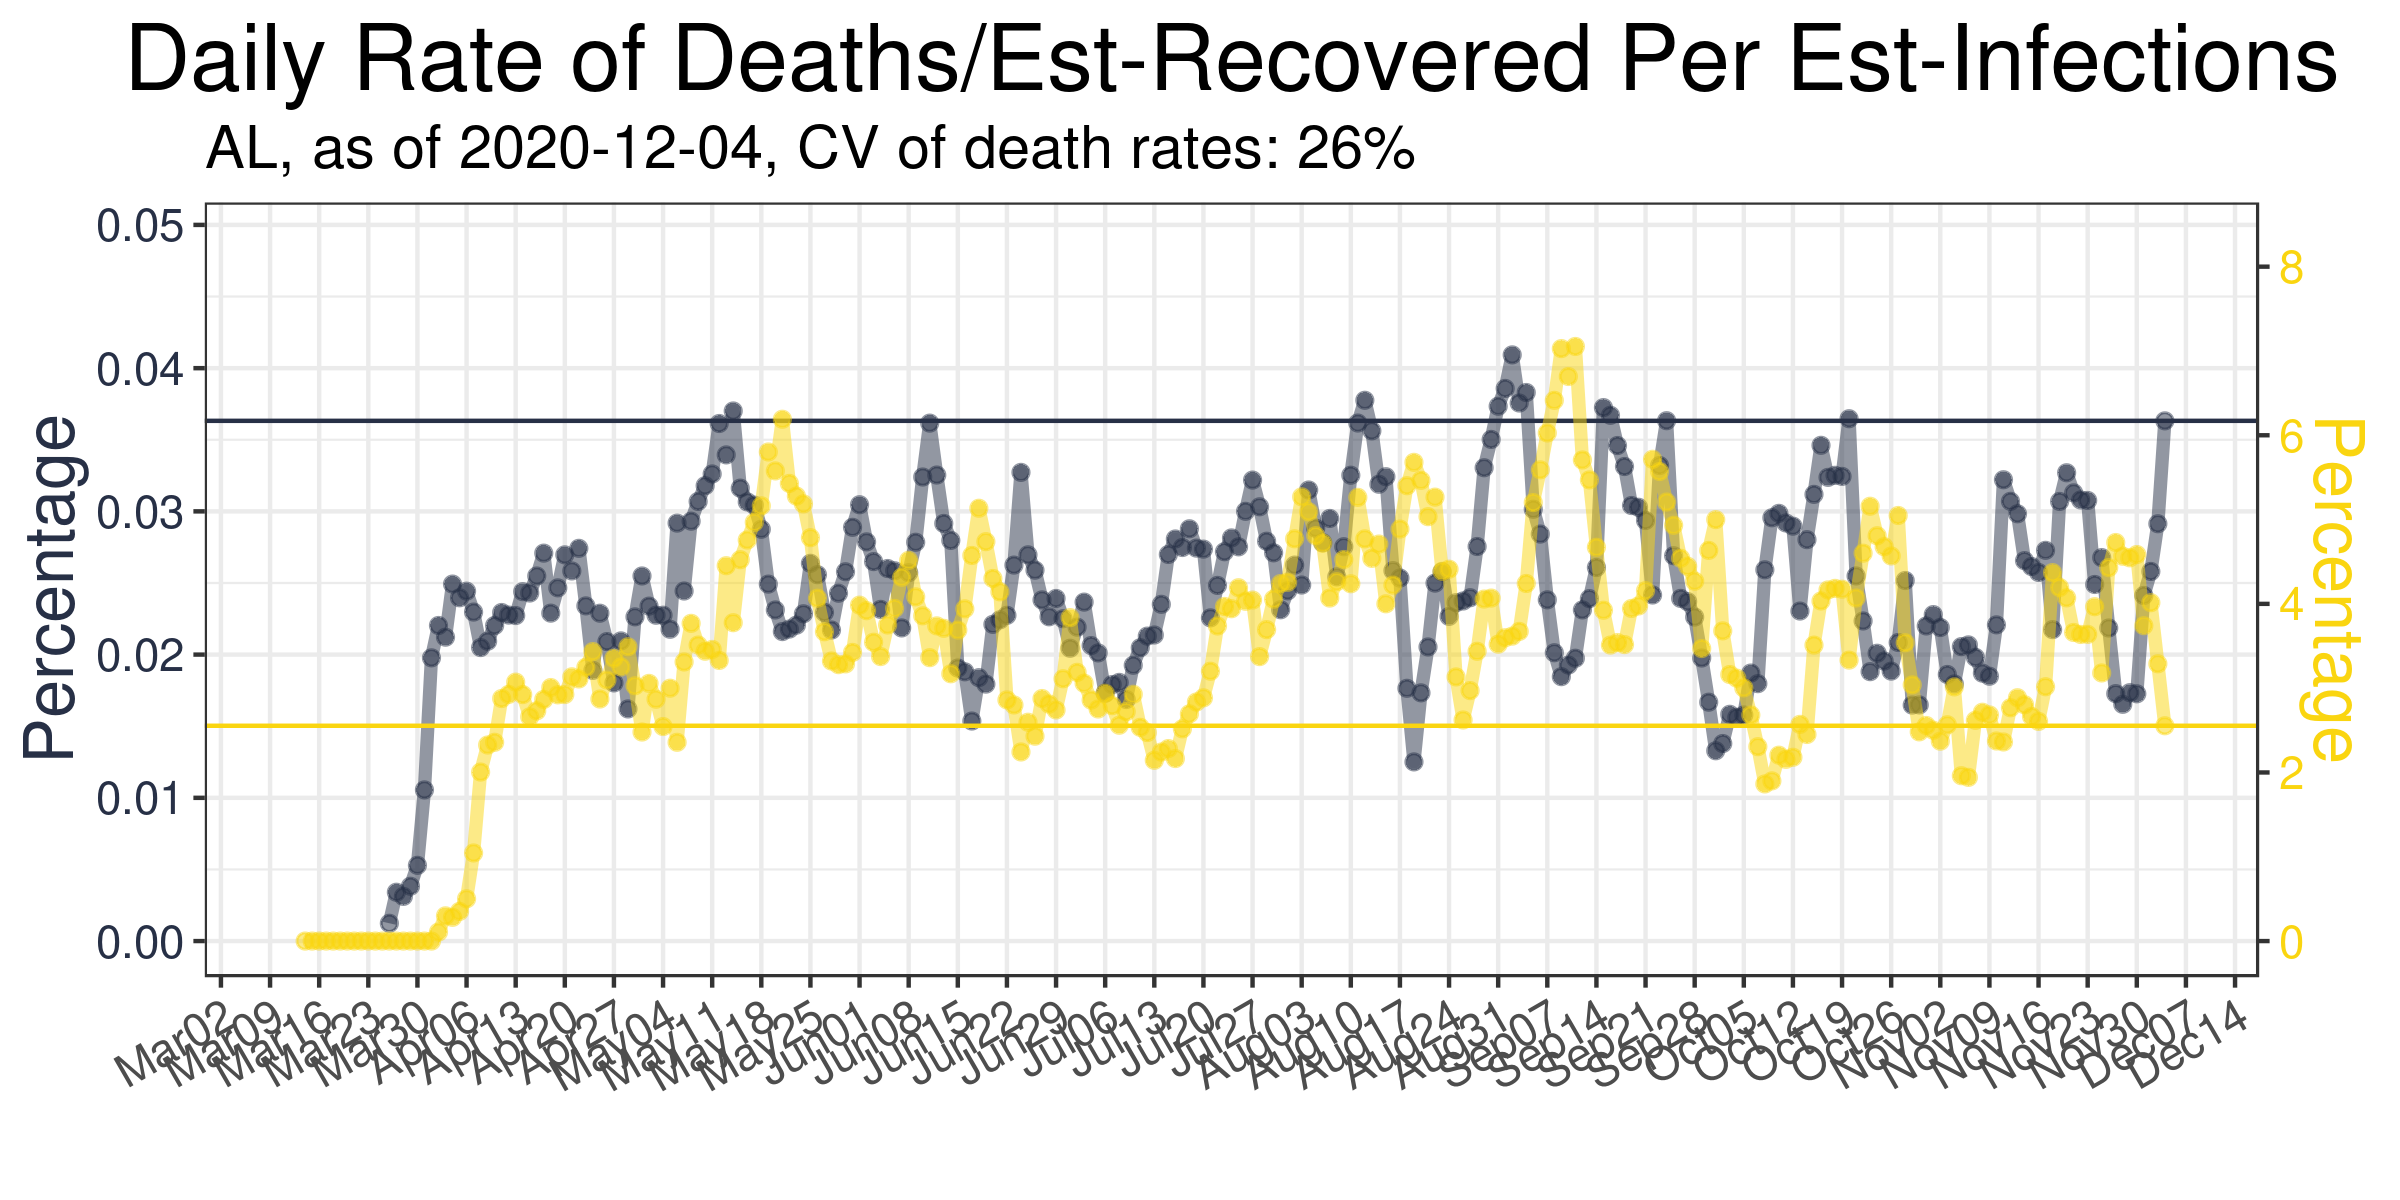 Daily Rate of Deaths/Est-Recovered Per Est-Infections
AL, as of 2020-12-04, CV of death rates: 26%
Percentage
0.05
0.04
0.03
0.02
0.01
0.00
8
6
4
2
0
Percentage
Mar02
Mar09
Mar16
Mar23
Mar30
Apr06
Apr13
Apr20
Apr27
May04
May11
May18
May25
Jun01
Jun08
Jun15
Jun22
Jun29
Jul06
Jul13
Jul20
Jul27
Aug03
Aug10
Aug17
Aug24
Aug31
Sep07
Sep14
Sep21
Sep28
Oct05
Oct12
Oct19
Oct26
Nov02
Nov09
Nov16
Nov23
Nov30
Dec07
Dec14